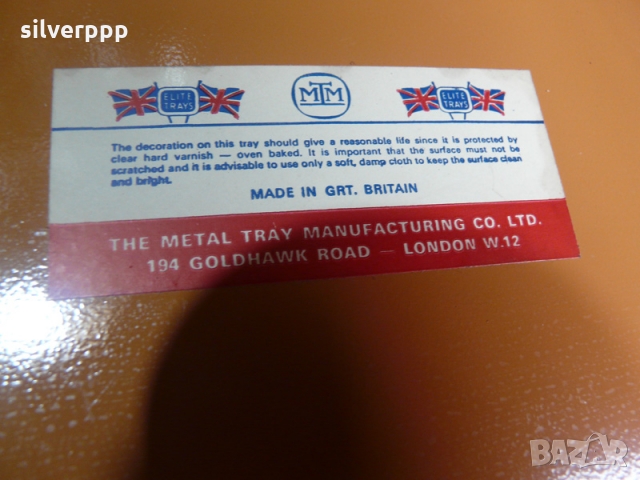 silverppp
ELITE TRAYS
MTM
ELITE TRAYS
The decoration on this tray should give a reasonable life since it is protected by
clear hard varnish — oven baked. It is important that the surface must not be
scratched and it is advisable to use only a soft, damp cloth to keep the surface clean
and bright.
MADE IN GRT. BRITAIN
THE METAL TRAY MANUFACTURING CO. LTD.
194 GOLDHAWK ROAD — LONDON W.12
BAZAR